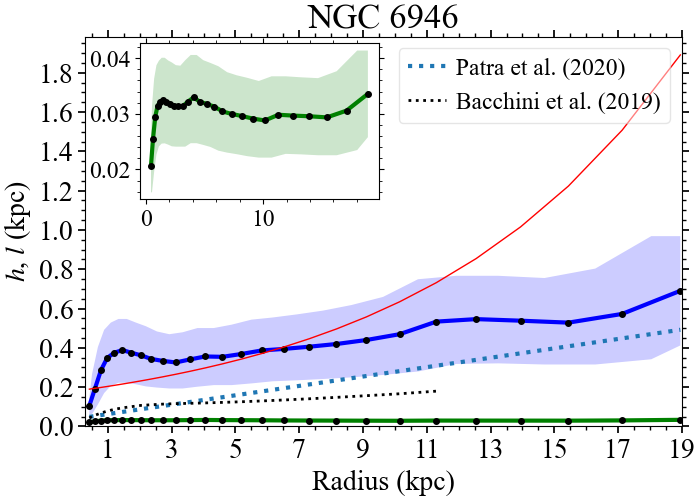 NGC 6946
0.04
0.03
0.02
0 10
Patra et al. (2020)
Bacchini et al. (2019)
h, l (kpc)
1.8
1.6
1.4
1.2
1.0
0.8
0.6
0.4
0.2
0.0
1 3 5 7 9 11 13 15 17 19
Radius (kpc)